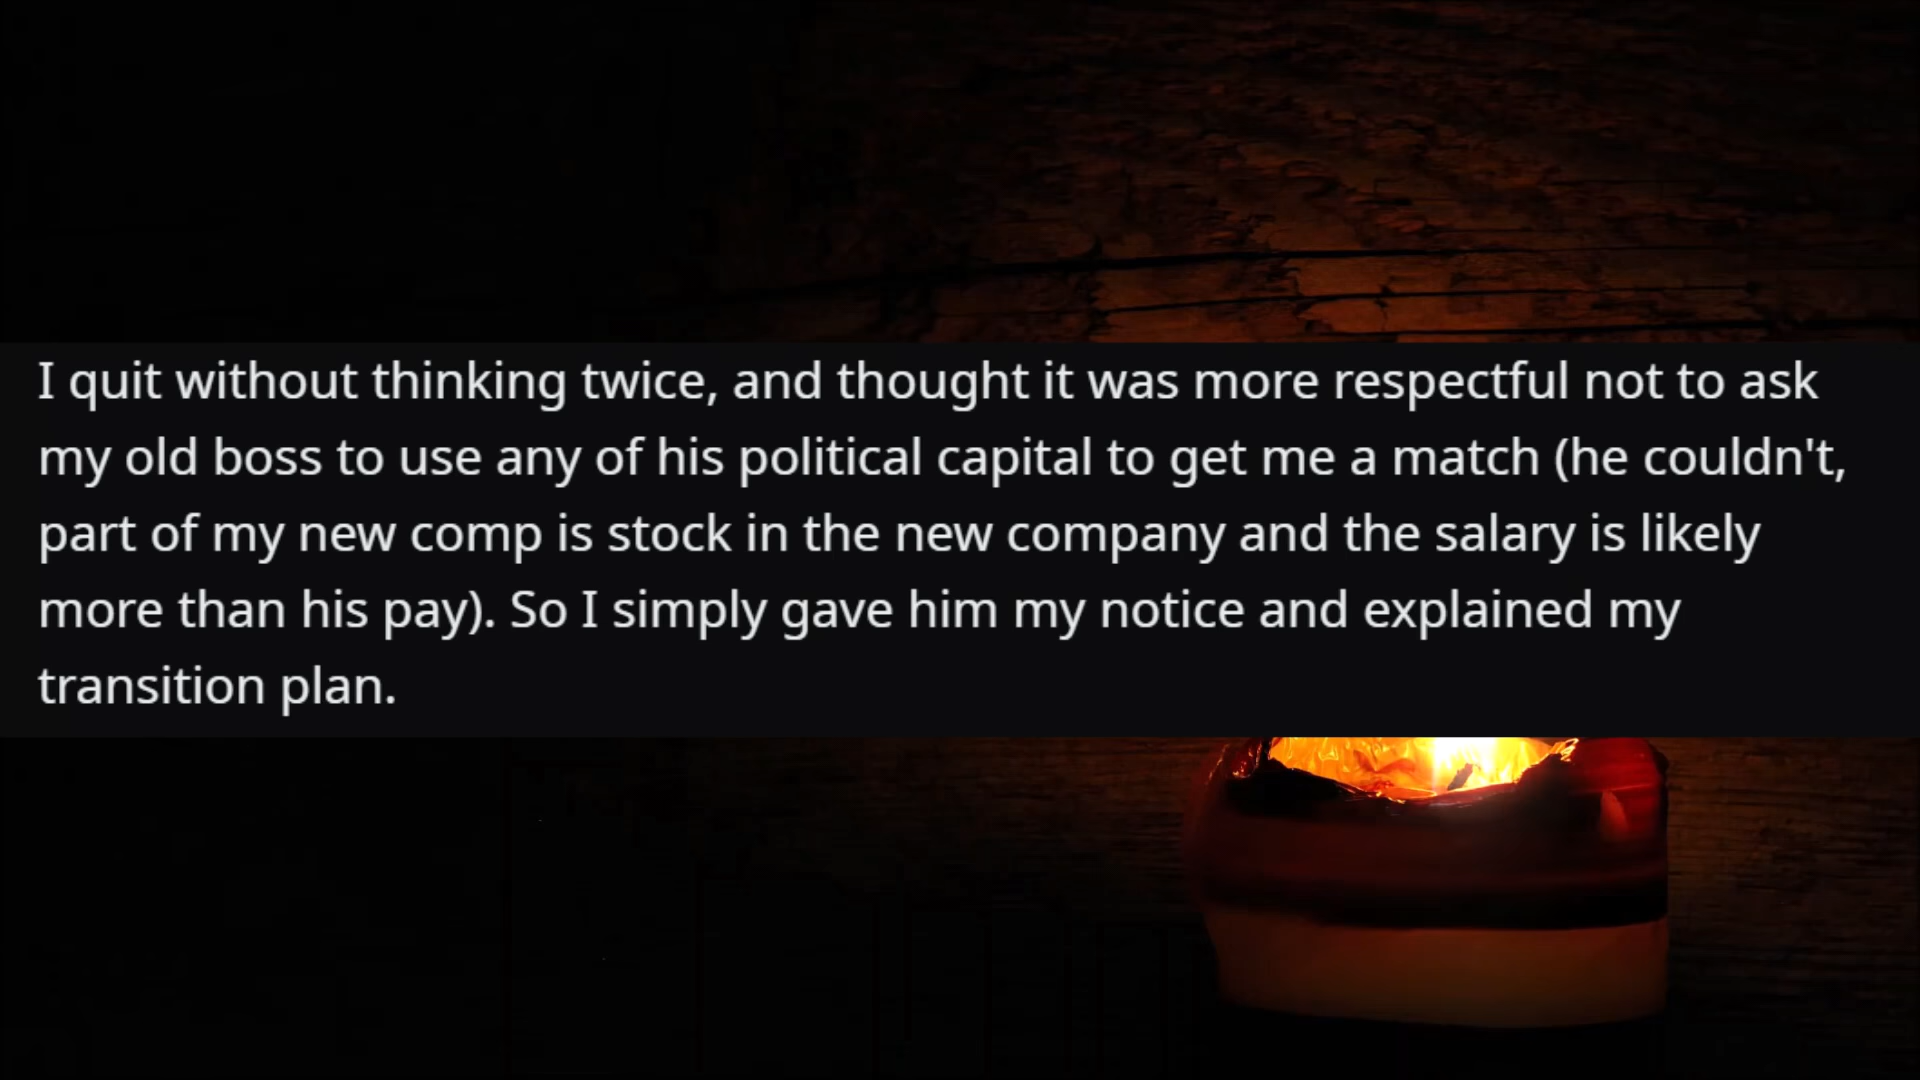 I quit without thinking twice, and thought it was more respectful not to ask
my old boss to use any of his political capital to get me a match (he couldn't,
part of my new comp is stock in the new company and the salary is likely
more than his pay). So I simply gave him my notice and explained my
transition plan.